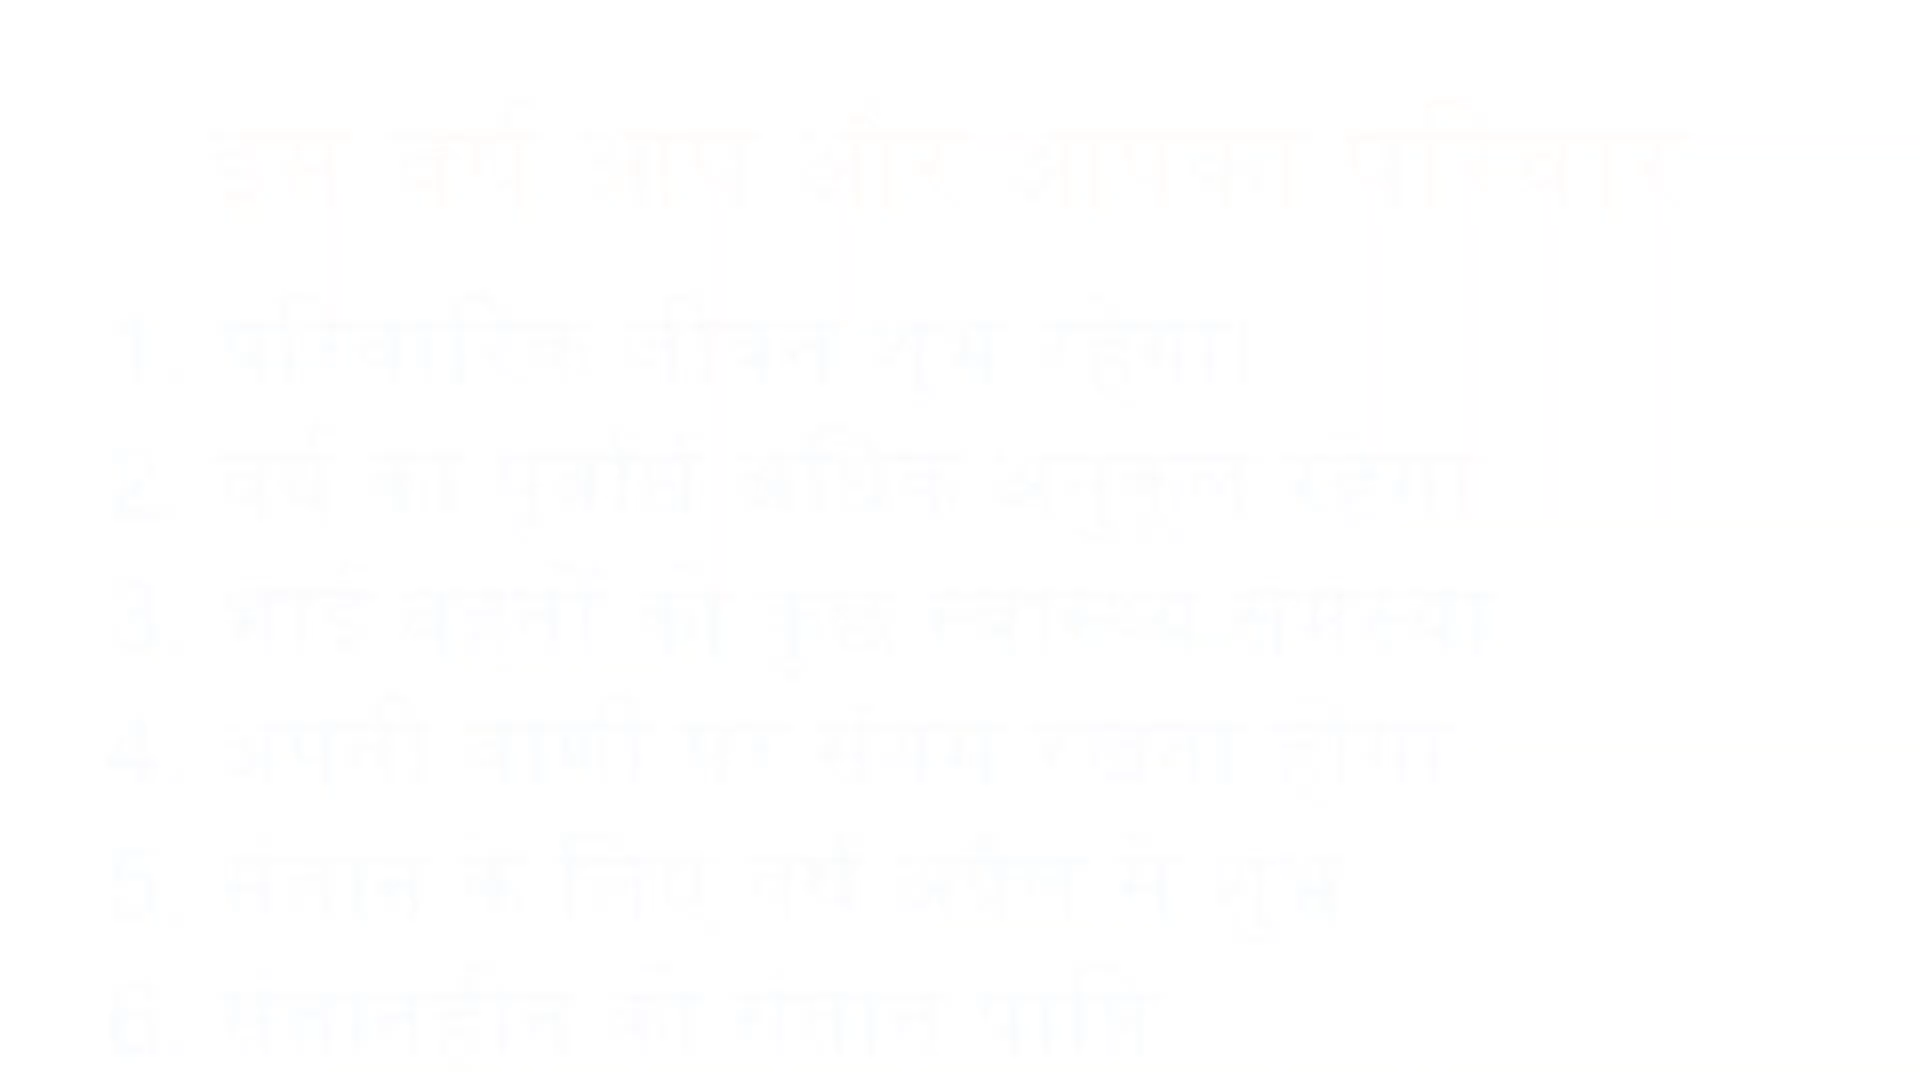 इस वर्ष आप और आपका परिवार
1. पारिवारिक जीवन शुभ रहेगा।
2. वर्ष का पूर्वार्ध अधिक अनुकूल रहेगा
3. भाई बहनों को कुछ स्वास्थ्य समस्या
4. अपनी वाणी पर संयम रखना होगा
5. संतान के लिए वर्ष अप्रैल से शुभ
6. संतानहीन को संतान प्राप्ति